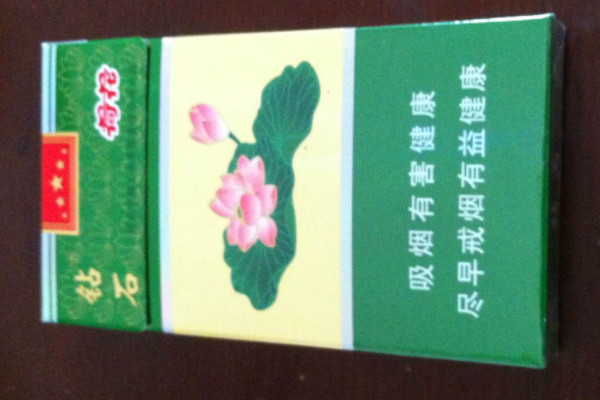 钻石
荷花
吸烟有害健康
尽早戒烟有益健康